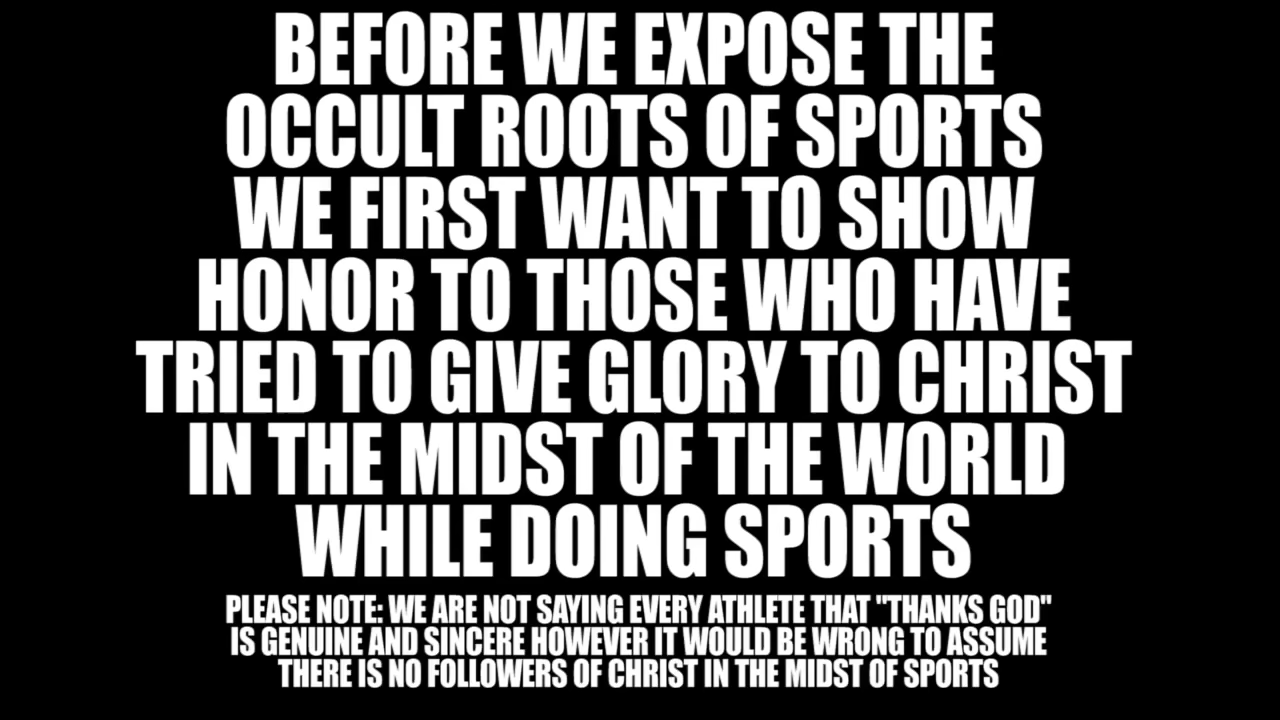 BEFORE WE EXPOSE THE
OCCULT ROOTS OF SPORTS
WE FIRST WANT TO SHOW
HONOR TO THOSE WHO HAVE
TRIED TO GIVE GLORY TO CHRIST
IN THE MIDST OF THE WORLD
WHILE DOING SPORTS
PLEASE NOTE: WE ARE NOT SAYING EVERY ATHLETE THAT "THANKS GOD"
IS GENUINE AND SINCERE HOWEVER IT WOULD BE WRONG TO ASSUME
THERE IS NO FOLLOWERS OF CHRIST IN THE MIDST OF SPORTS